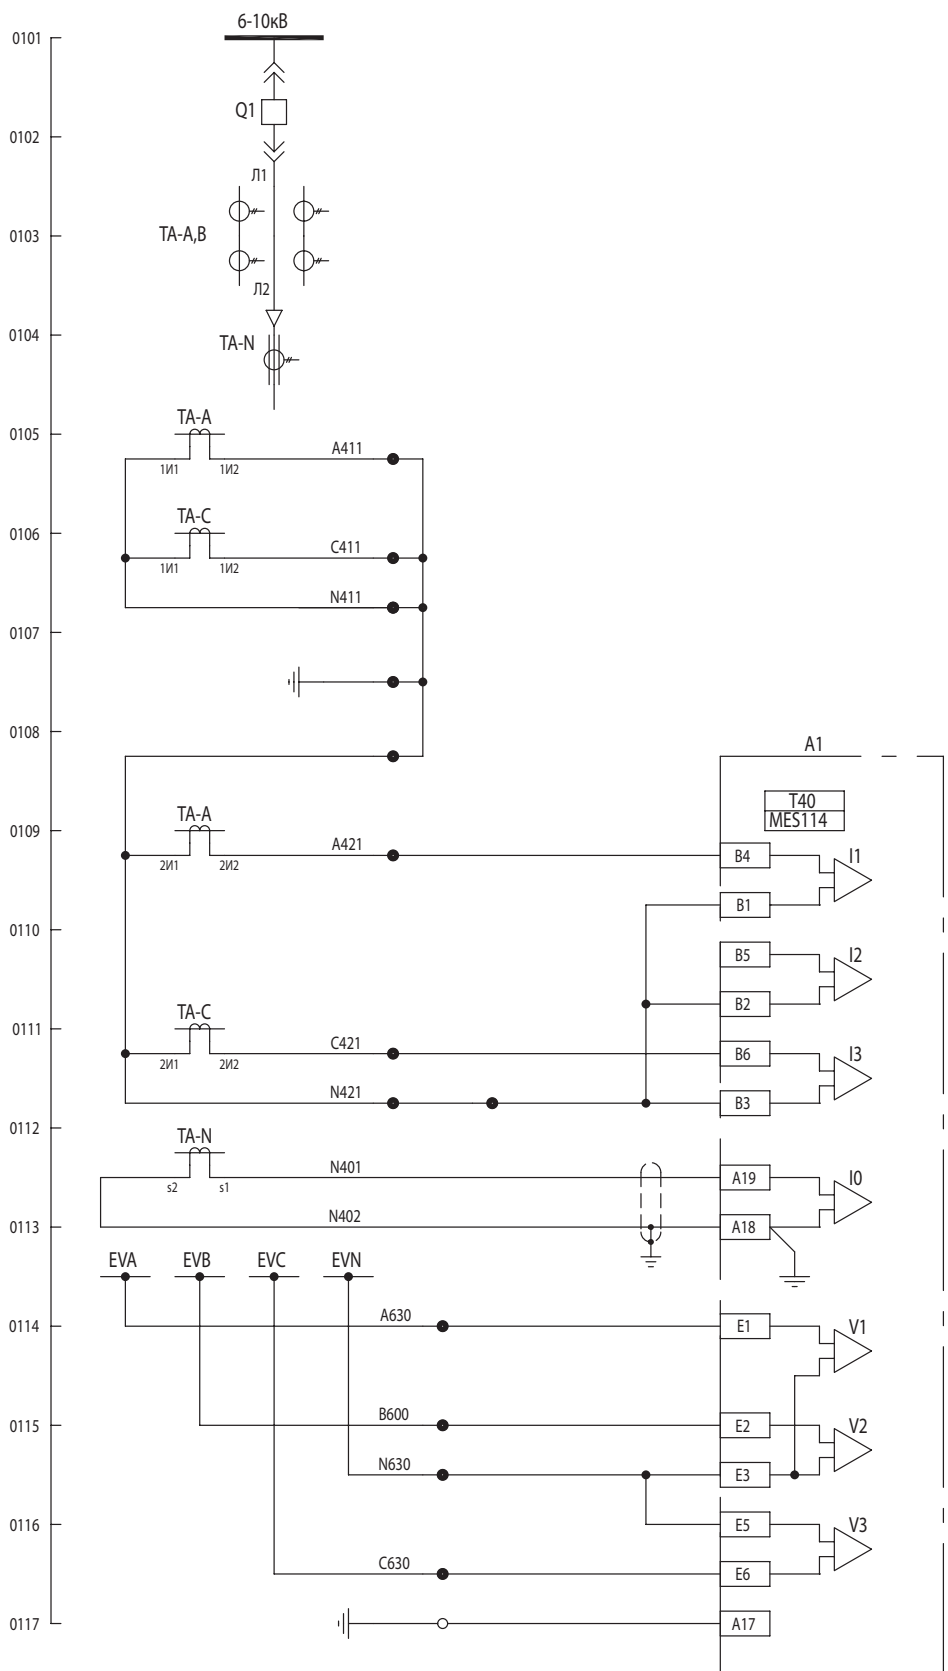 6-10кВ
0101
Q1
0102
Л1
TA-A,B
0103
Л2
0104
TA-N
TA-A
0105
A411
1И1
1И2
TA-C
0106
C411
1И1
1И2
N411
0107
0108
A1
T40
MES114
TA-A
0109
A421
2И1
2И2
B4
I1
B1
0110
B5
I2
B2
TA-C
0111
C421
2И1
2И2
B6
I3
N421
B3
0112
TA-N
N401
s2
s1
A19
I0
N402
0113
A18
EVA
EVB
EVC
EVN
A630
0114
E1
V1
B600
0115
E2
V2
N630
E3
0116
E5
V3
C630
E6
0117
A17